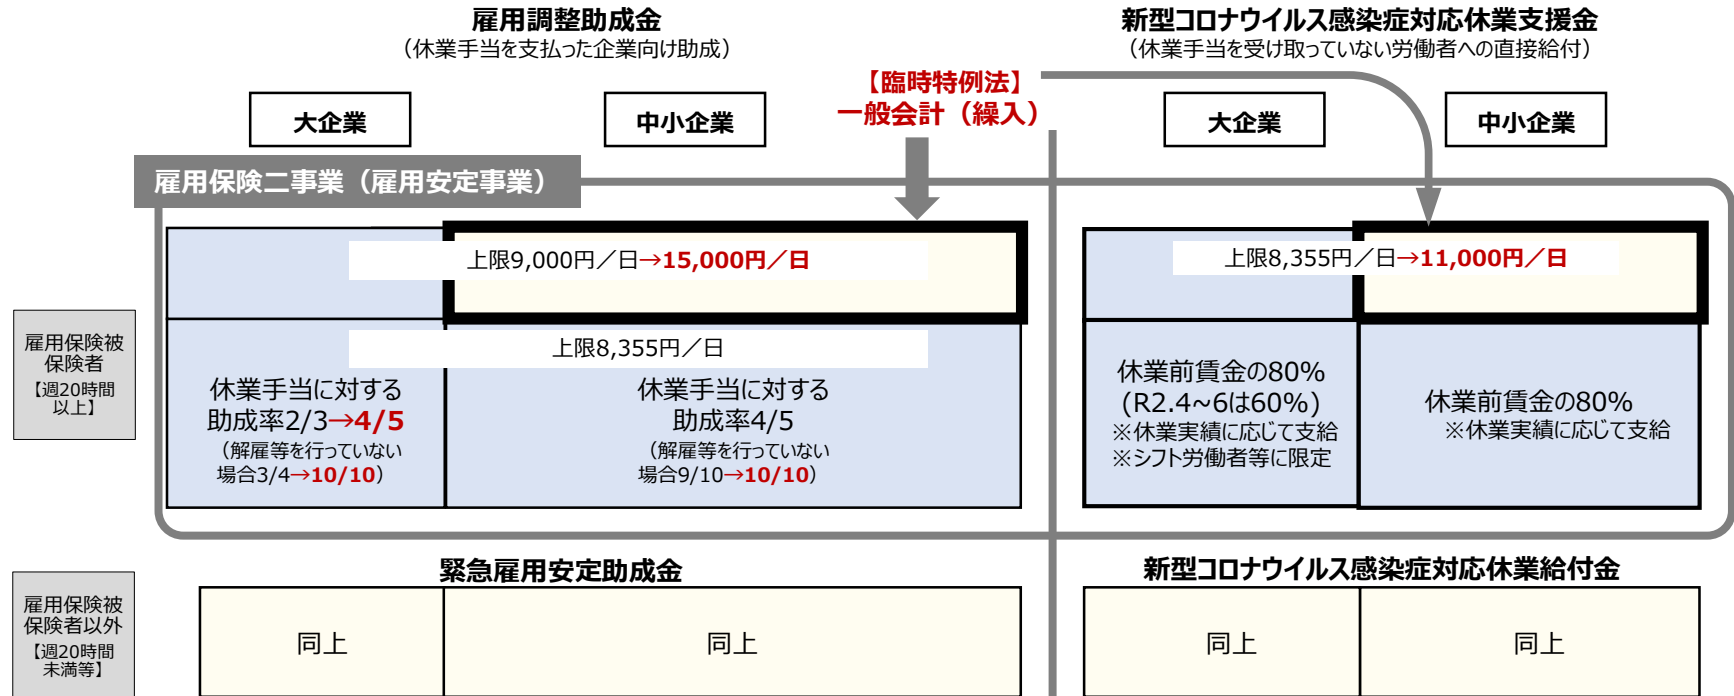 雇用調整助成金
（休業手当を支払った企業向け助成）
新型コロナウイルス感染症対応休業支援金
（休業手当を受け取っていない労働者への直接給付）
【臨時特例法】
一般会計（繰入）
大企業
中小企業
大企業
中小企業
雇用保険二事業（雇用安定事業）
上限9,000円／日→15,000円／日
上限8,355円／日→11,000円／日
雇用保険被
保険者
【週20時間
以上】
上限8,355円／日
休業手当に対する
助成率2/3→4/5
（解雇等を行っていない
場合3/4→10/10）
休業手当に対する
助成率4/5
（解雇等を行っていない
場合9/10→10/10）
休業前賃金の80%
(R2.4~6は60%)
※休業実績に応じて支給
※シフト労働者等に限定
休業前賃金の80%
※休業実績に応じて支給
緊急雇用安定助成金
新型コロナウイルス感染症対応休業給付金
雇用保険被
保険者以外
【週20時間
未満等】
同上
同上
同上
同上